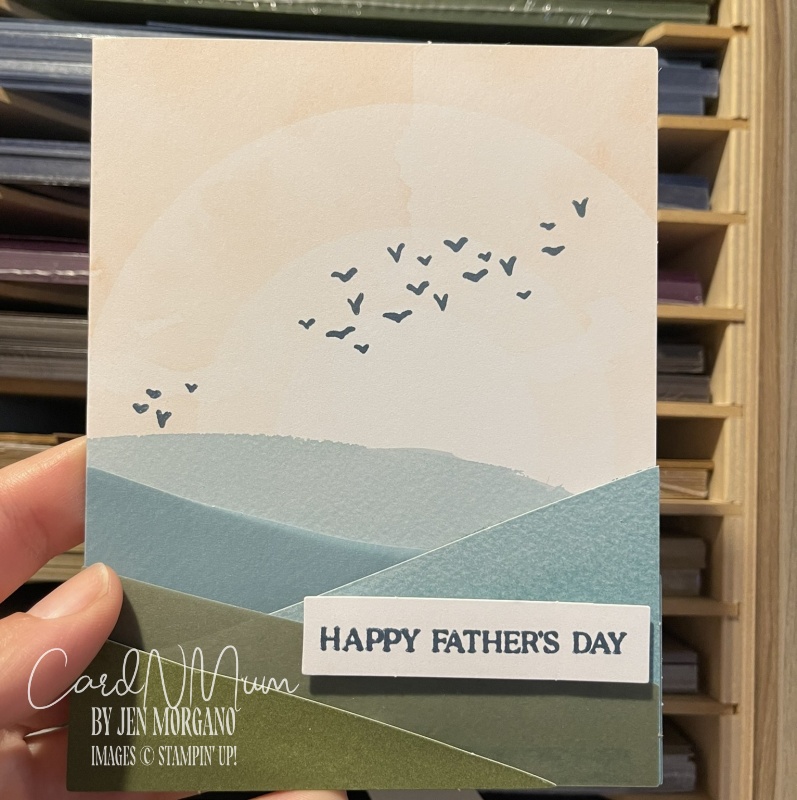 HAPPY FATHER'S DAY
CardNMum
BY JEN MORGANO
IMAGES © STAMPIN' UP!